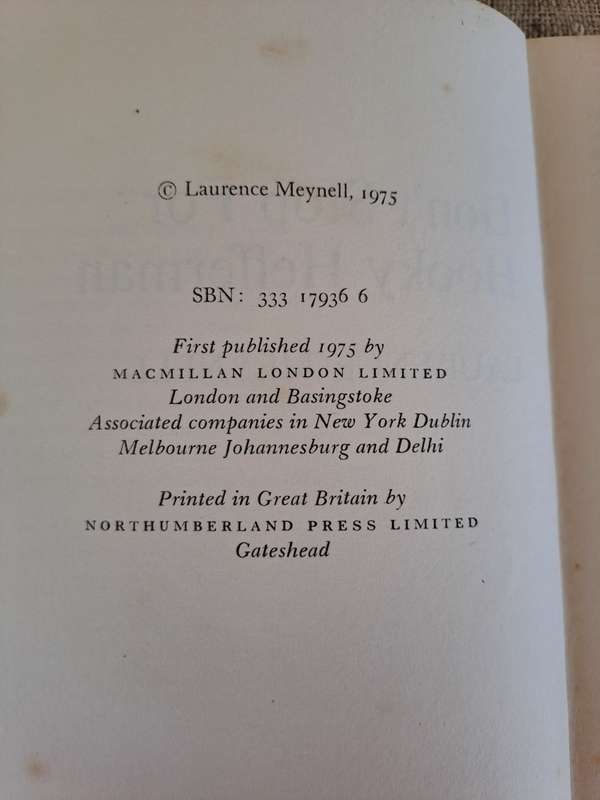 © Laurence Meynell, 1975
SBN: 333 17936 6
First published 1975 by
MACMILLAN LONDON LIMITED
London and Basingstoke
Associated companies in New York Dublin
Melbourne Johannesburg and Delhi
Printed in Great Britain by
NORTHUMBERLAND PRESS LIMITED
Gateshead